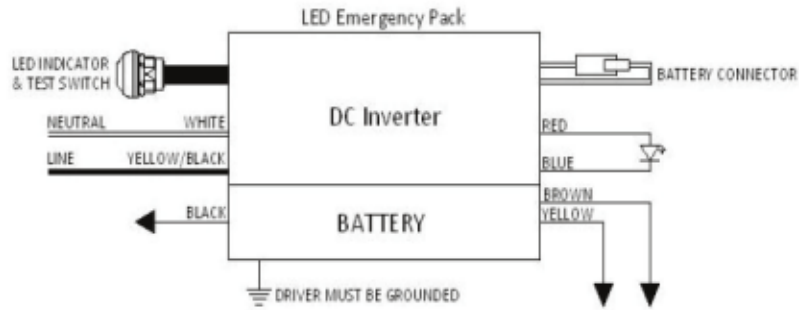 LED Emergency Pack
LED INDICATOR
& TEST SWITCH
BATTERY CONNECTOR
DC Inverter
NEUTRAL WHITE
RED
LINE YELLOW/BLACK
BLUE
BROWN
BLACK
YELLOW
BATTERY
DRIVER MUST BE GROUNDED